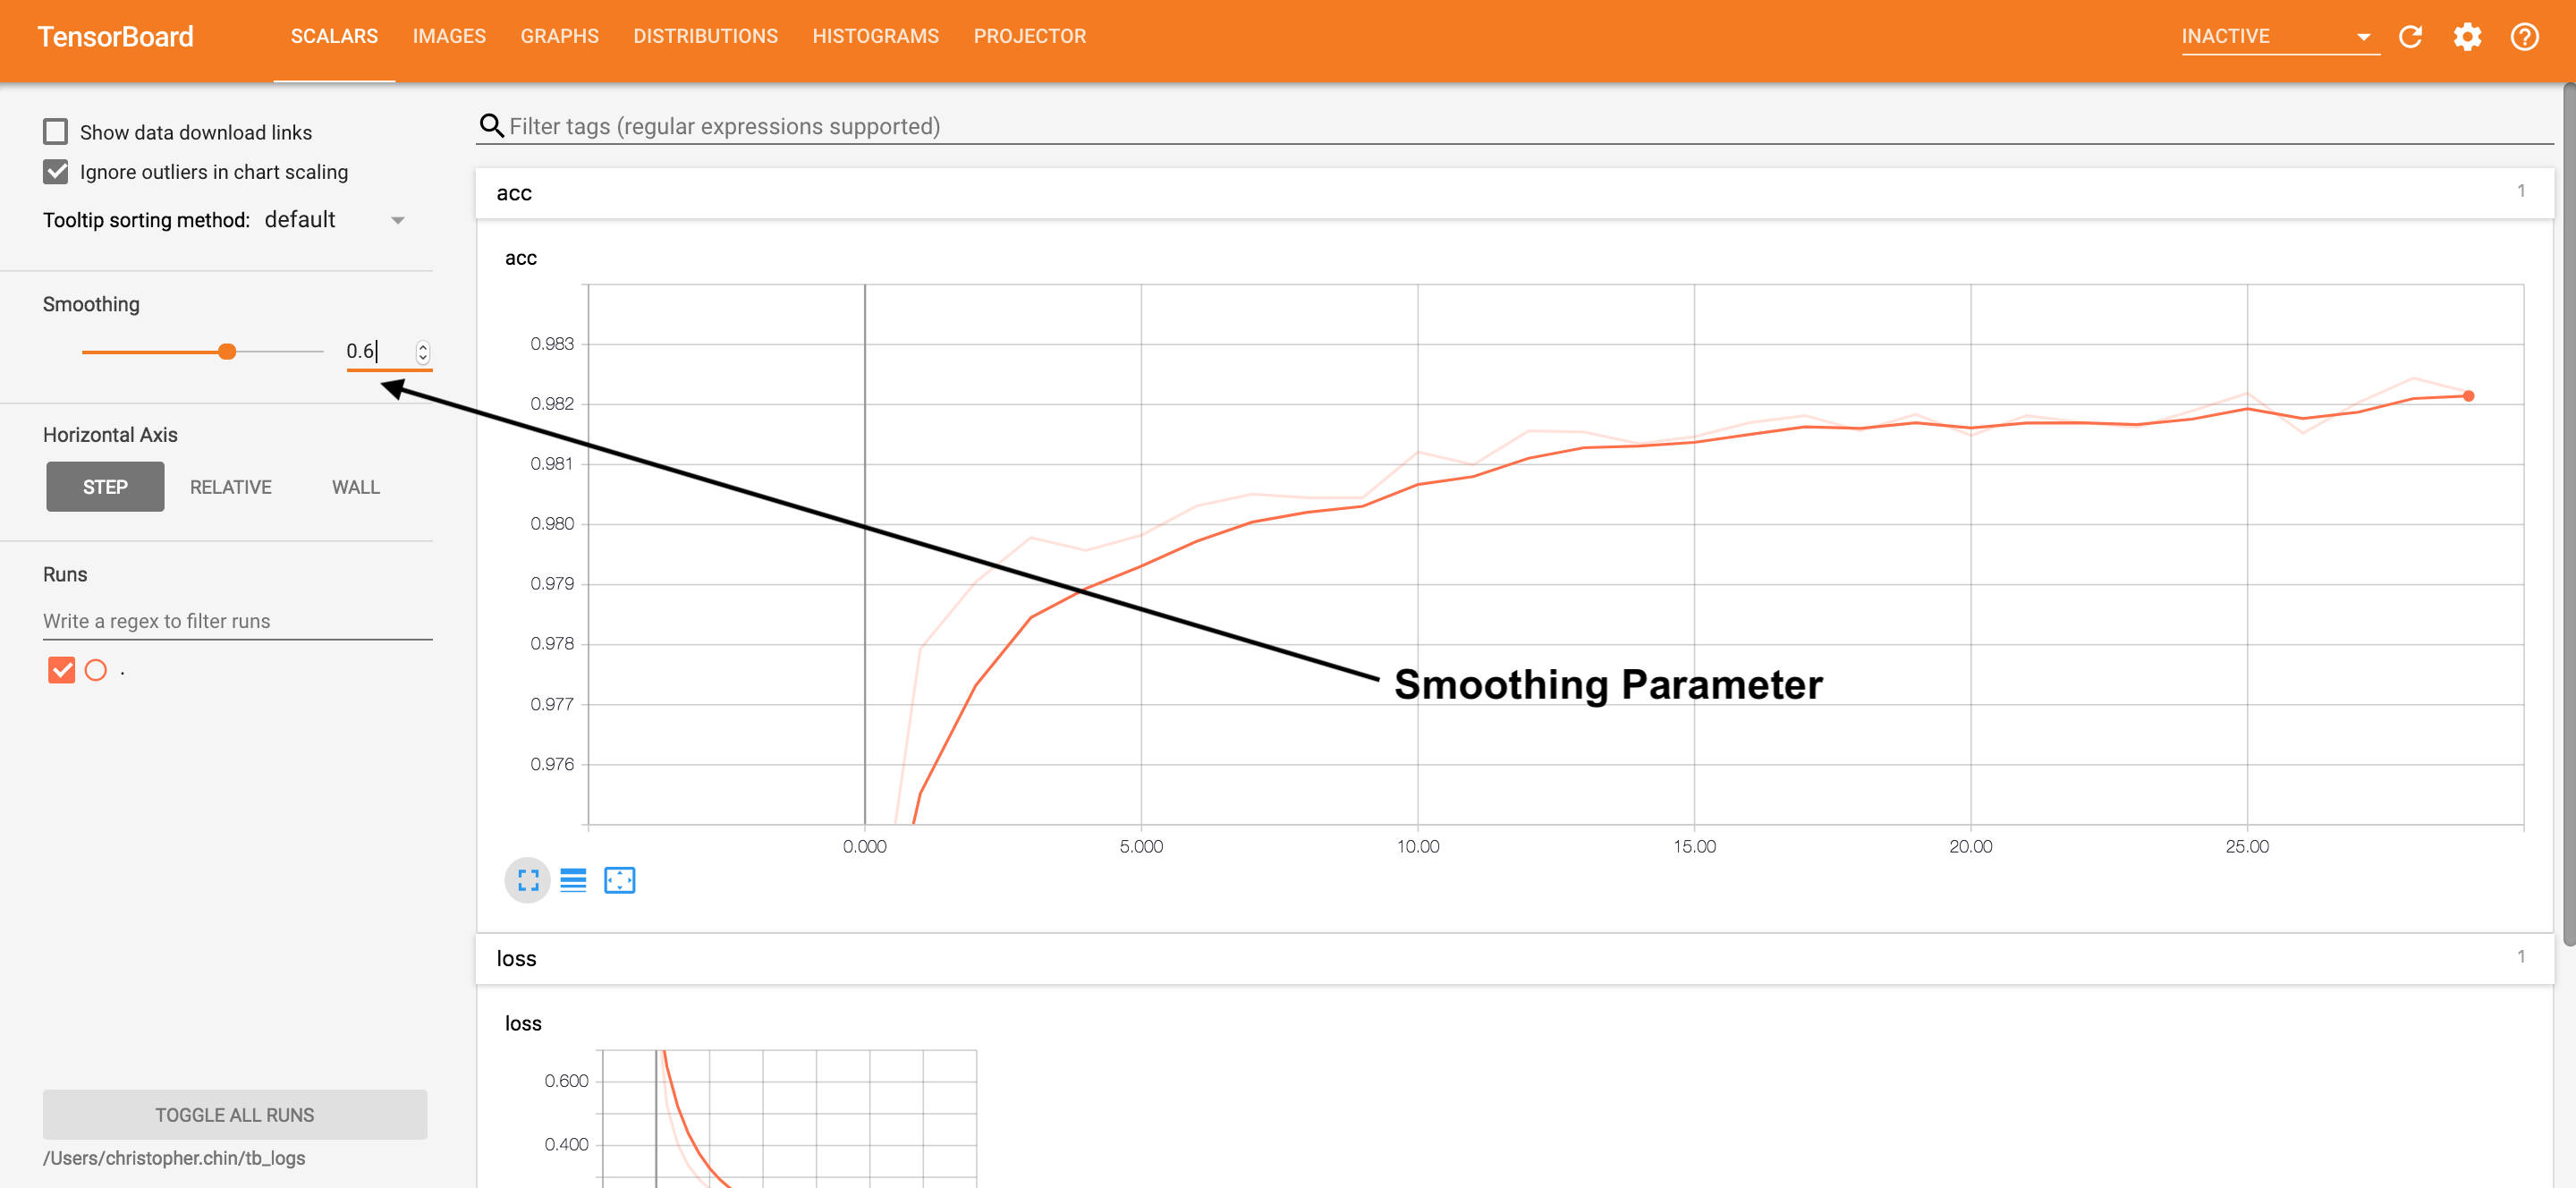 TensorBoard SCALARS IMAGES GRAPHS DISTRIBUTIONS HISTOGRAMS PROJECTOR INACTIVE
Show data download links
Ignore outliers in chart scaling
Tooltip sorting method: default
Smoothing
0.6
Horizontal Axis
STEP RELATIVE WALL
Runs
Write a regex to filter runs
.
TOGGLE ALL RUNS
/Users/christopher.chin/tb_logs
Filter tags (regular expressions supported)
acc 1
acc
0.983
0.982
0.981
0.980
0.979
0.978
0.977
0.976
0.000 5.000 10.00 15.00 20.00 25.00
Smoothing Parameter
loss 1
loss
0.600
0.400